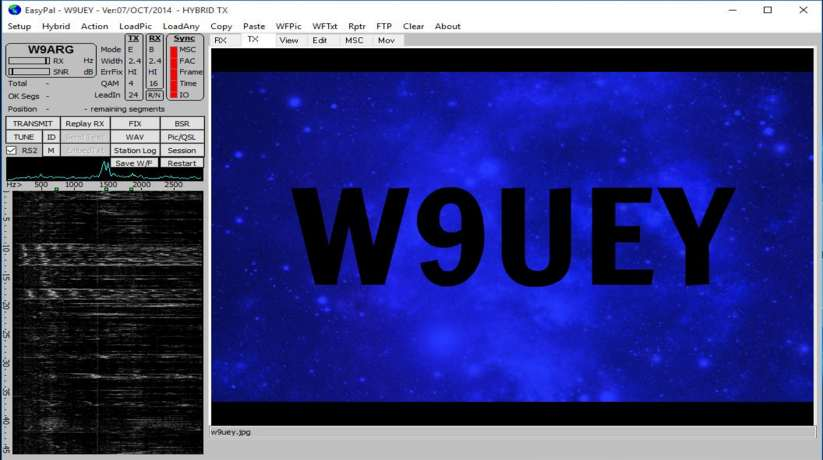 EasyPal - W9UEY - Ver:07/OCT/2014 - HYBRID TX
Setup Hybrid Action LoadPic LoadAny Copy Paste WFPic WFTxt Rptr FTP Clear About
RX TX View Edit MSC Mov
W9ARG
RX Hz
SNR dB
TX RX Sync
Mode E B MSC
Width 2.4 2.4 FAC
ErrFix HI HI Frame
QAM 4 16 Time
LeadIn 24 R/N IO
Total -
OK Segs -
Position - - remaining segments
TRANSMIT Replay RX FIX BSR
TUNE ID WAV Pic/QSL
RS2 M Station Log Session
Save W/F Restart
Hz> 500 1000 1500 2000 2500
-5
-10
-15
-20
-25
-30
-35
-40
-45
W9UEY
w9uey.jpg